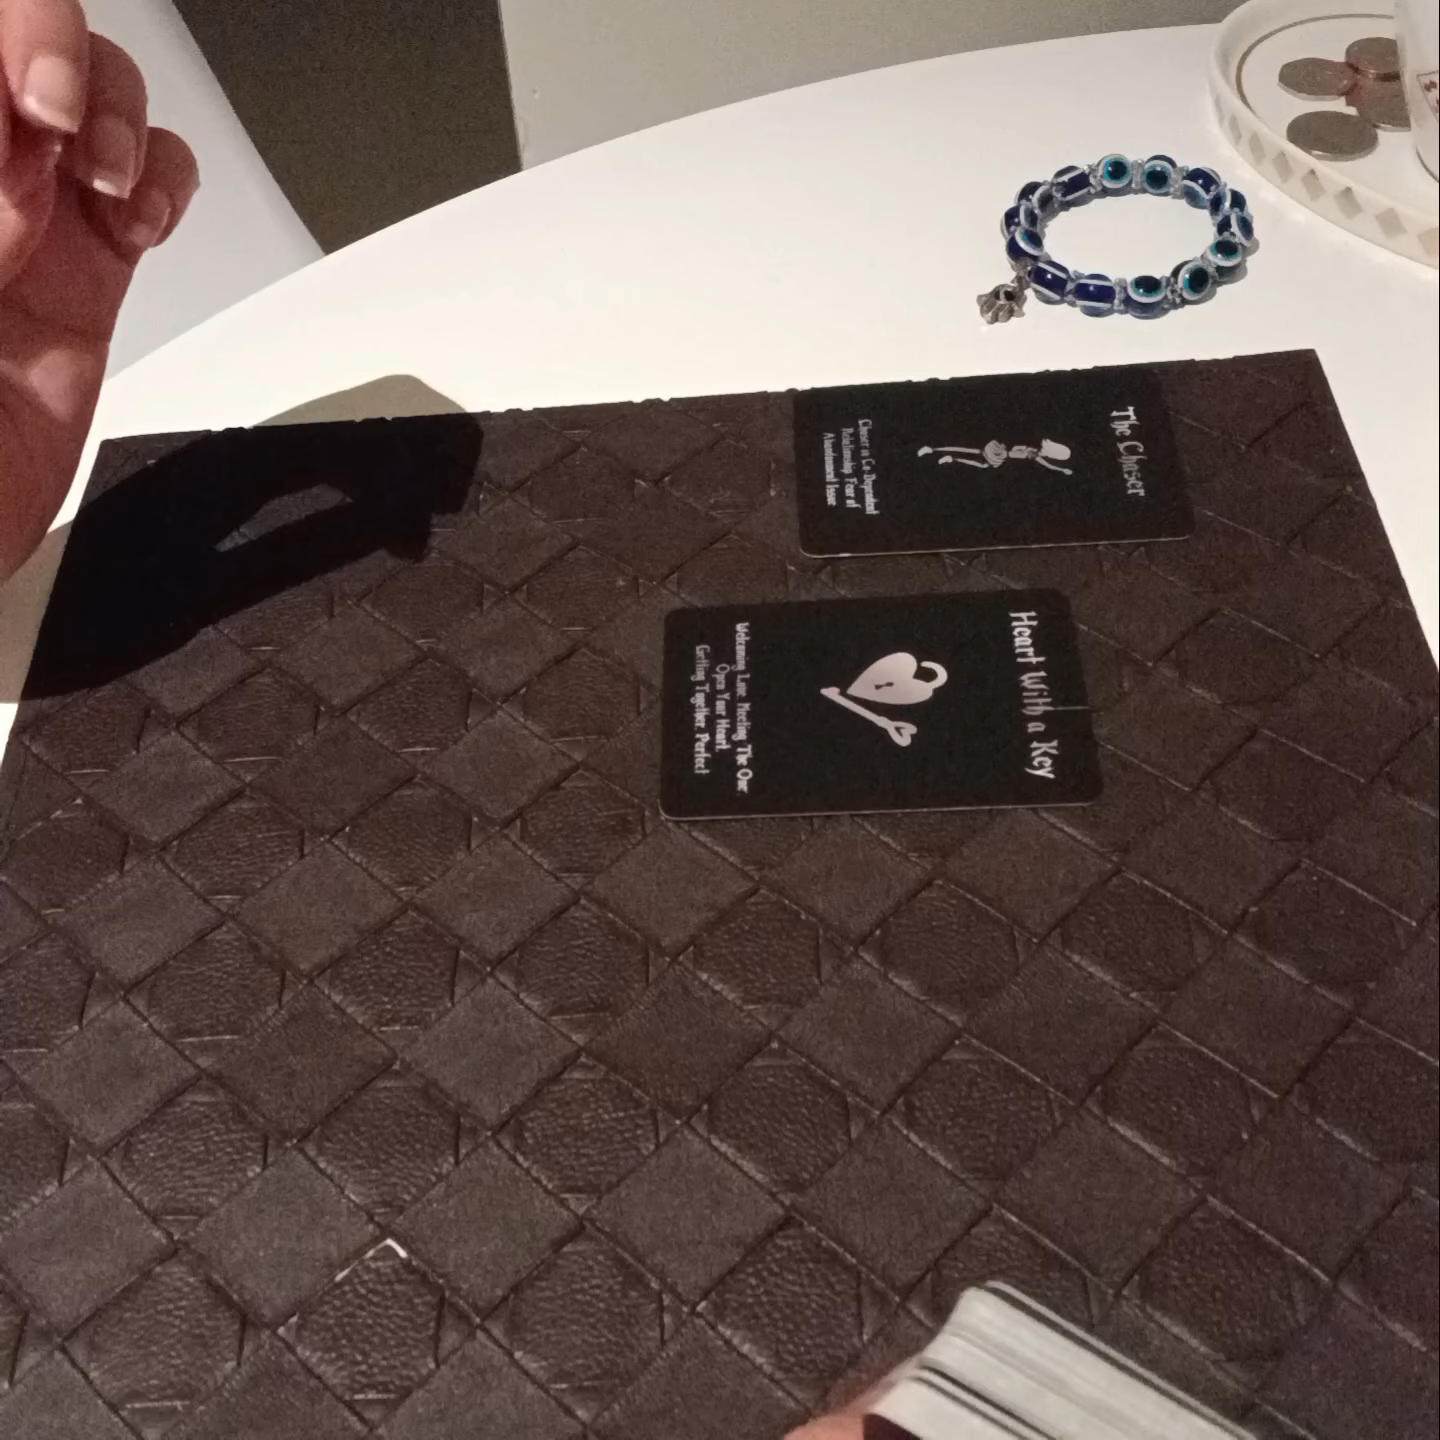 The Chaser
Chaser in Co-Dependent
Relationship Fear of
Abandonment Issue
Heart With a Key
Welcoming Love, Meeting The One
Open Your Heart,
Getting Together Perfect